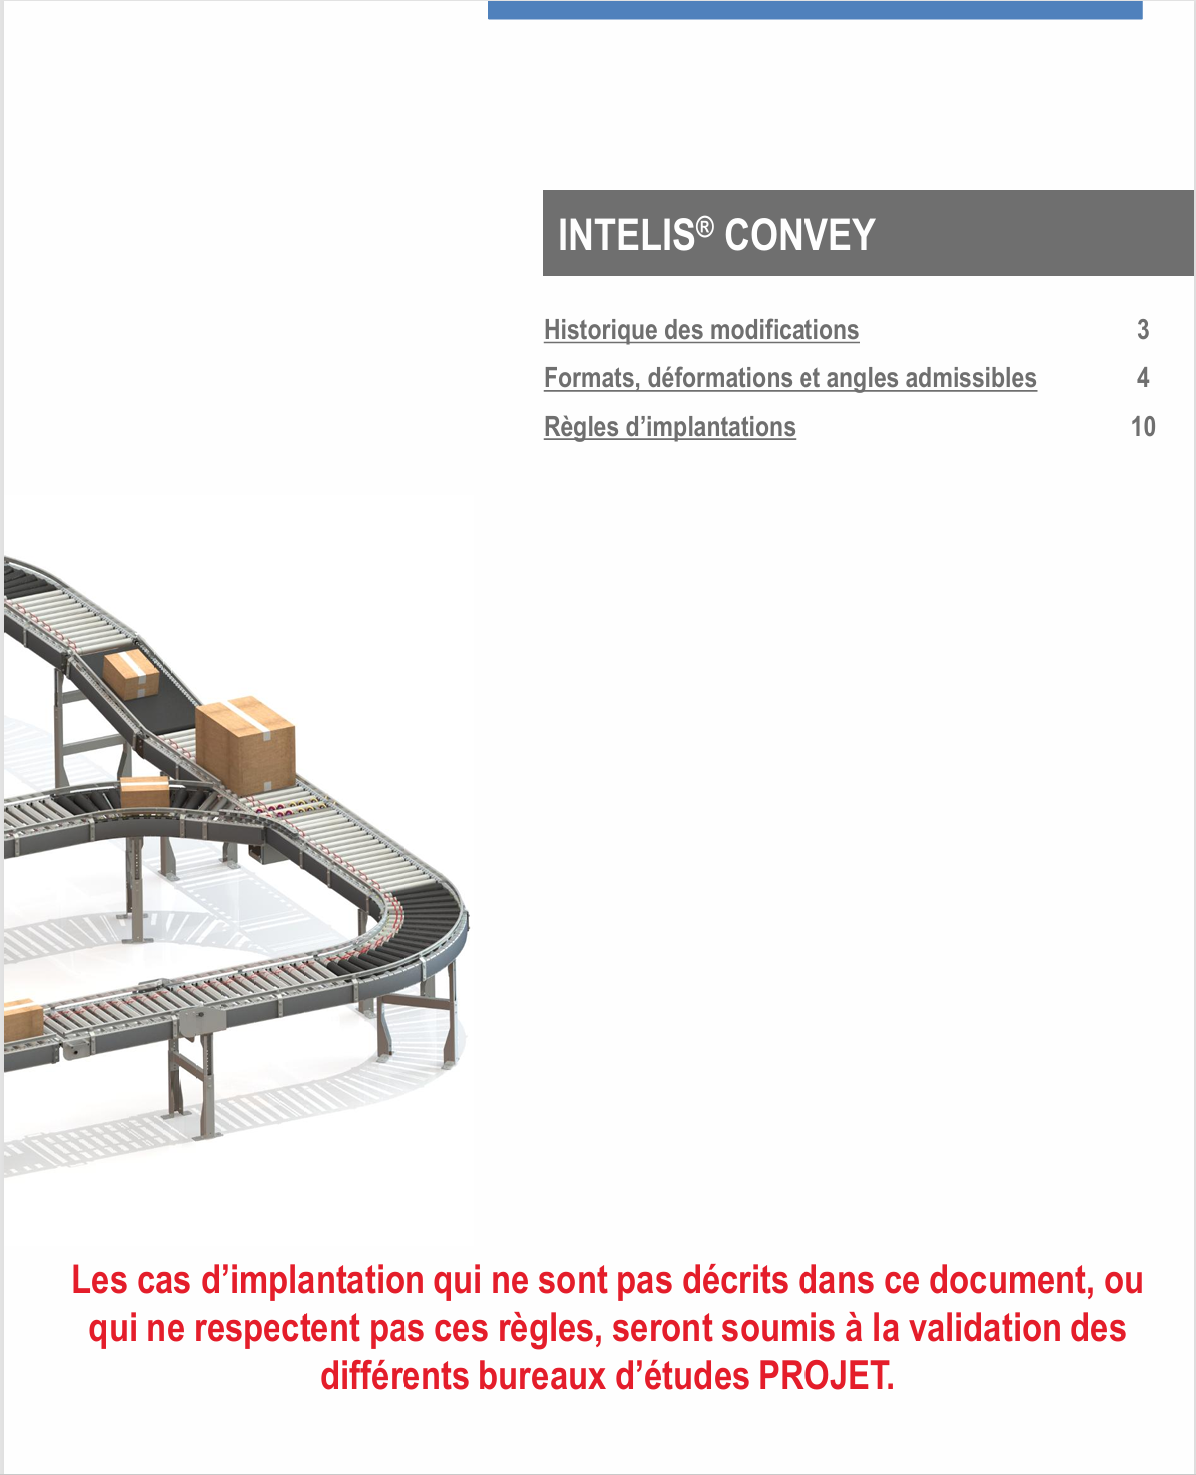 INTELIS® CONVEY
Historique des modifications 3
Formats, déformations et angles admissibles 4
Règles d’implantations 10
Les cas d’implantation qui ne sont pas décrits dans ce document, ou
qui ne respectent pas ces règles, seront soumis à la validation des
différents bureaux d’études PROJET.